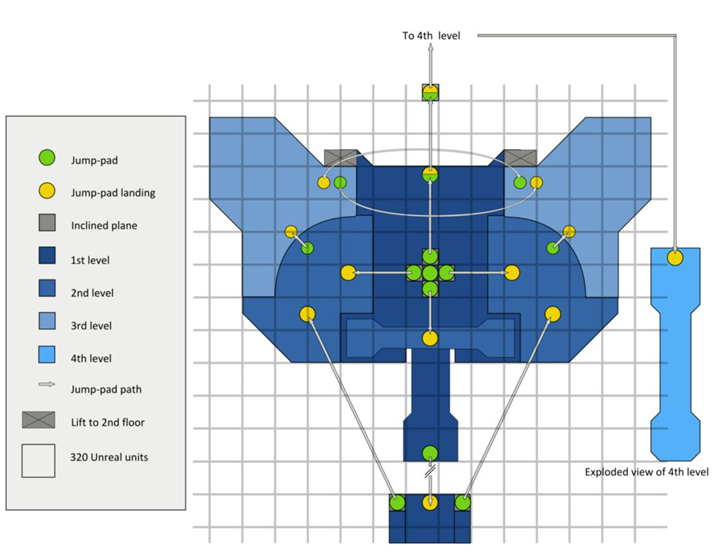 To 4th level
Jump-pad
Jump-pad landing
Inclined plane
1st level
2nd level
3rd level
4th level
Jump-pad path
Lift to 2nd floor
320 Unreal units
Exploded view of 4th level